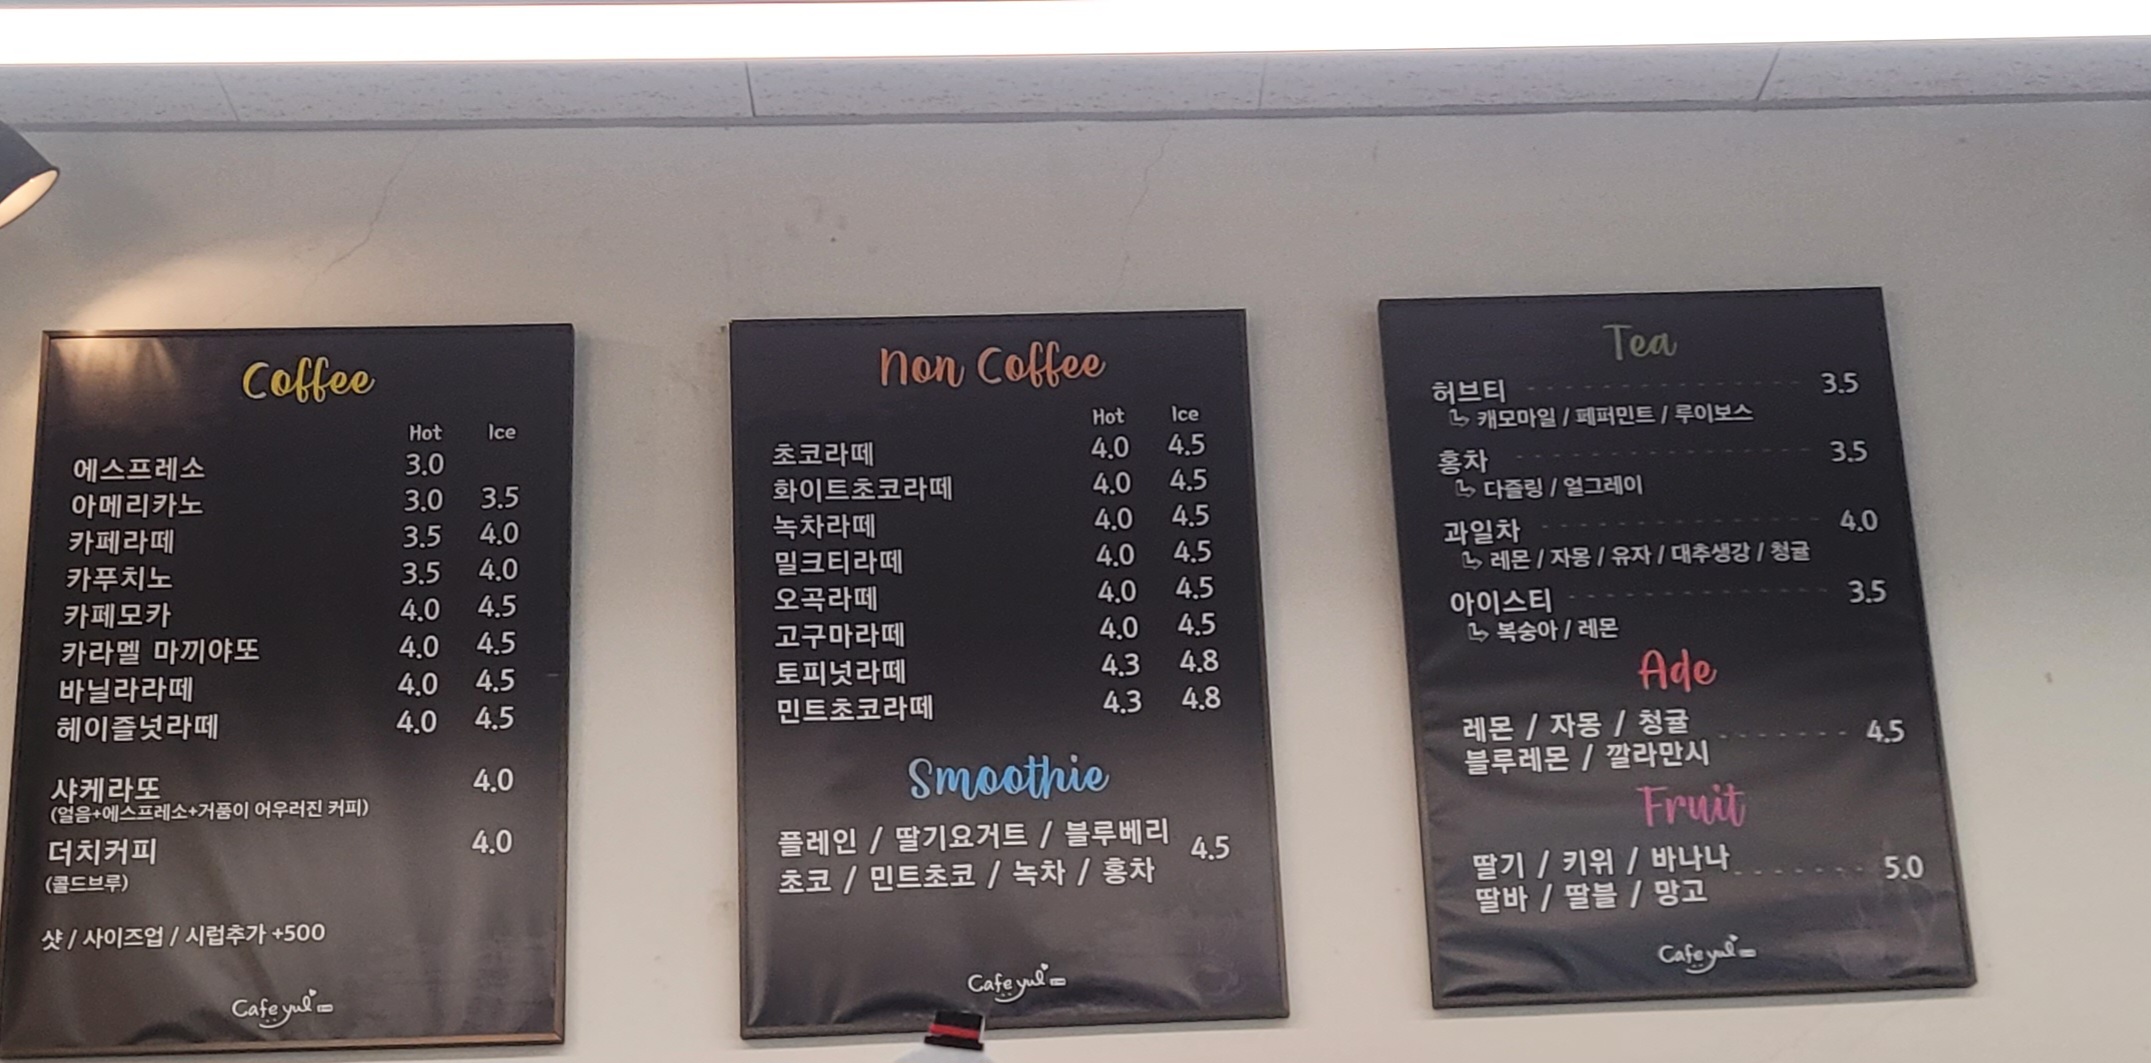 Coffee
Hot Ice
에스프레소 3.0
아메리카노 3.0 3.5
카페라떼 3.5 4.0
카푸치노 3.5 4.0
카페모카 4.0 4.5
카라멜 마끼야또 4.0 4.5
바닐라라떼 4.0 4.5
헤이즐넛라떼 4.0 4.5
샤케라또 4.0
(얼음+에스프레소+거품이 어우러진 커피)
더치커피 4.0
(콜드브루)
샷 / 사이즈업 / 시럽추가 +500
Cafe yul
Non Coffee
Hot Ice
초코라떼 4.0 4.5
화이트초코라떼 4.0 4.5
녹차라떼 4.0 4.5
밀크티라떼 4.0 4.5
오곡라떼 4.0 4.5
고구마라떼 4.0 4.5
토피넛라떼 4.3 4.8
민트초코라떼 4.3 4.8
Smoothie
플레인 / 딸기요거트 / 블루베리 4.5
초코 / 민트초코 / 녹차 / 홍차
Cafe yul
Tea
허브티 3.5
캐모마일 / 페퍼민트 / 루이보스
홍차 3.5
다즐링 / 얼그레이
과일차 4.0
레몬 / 자몽 / 유자 / 대추생강 / 청귤
아이스티 3.5
복숭아 / 레몬
Ade
레몬 / 자몽 / 청귤 4.5
블루레몬 / 깔라만시
Fruit
딸기 / 키위 / 바나나 5.0
딸바 / 딸블 / 망고
Cafe yul